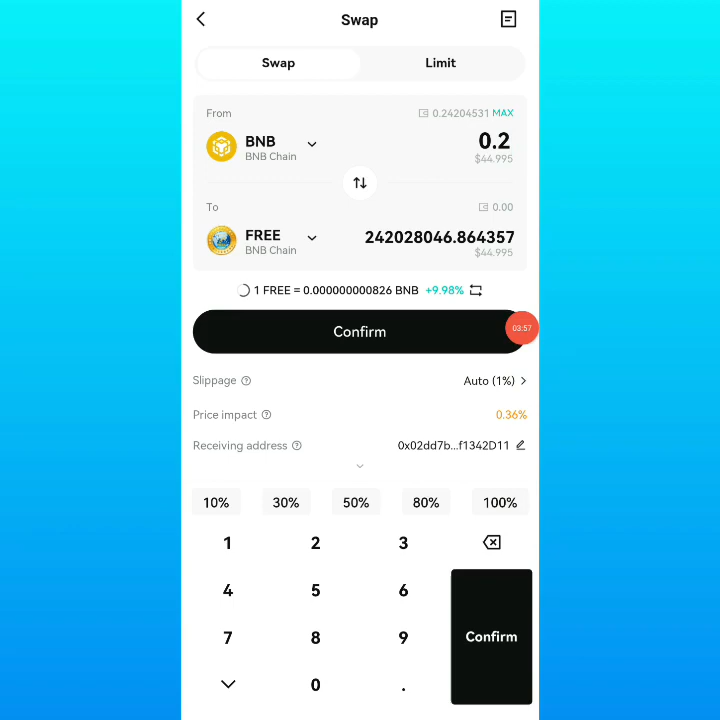 Swap
Swap Limit
From 0.24204531 MAX
BNB 0.2
BNB Chain $44.995
To 0.00
FREE 242028046.864357
BNB Chain $44.995
1 FREE = 0.000000000826 BNB +9.98%
Confirm 03:57
Slippage ? Auto (1%) >
Price impact ? 0.36%
Receiving address ? 0x02dd7b...f1342D11
10% 30% 50% 80% 100%
1 2 3
4 5 6
7 8 9 Confirm
0 .